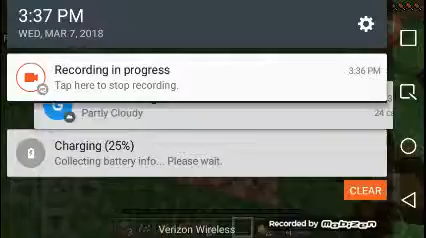 3:37 PM
WED, MAR 7, 2018
Recording in progress
3:36 PM
Tap here to stop recording.
Partly Cloudy
Charging (25%)
Collecting battery info... Please wait.
CLEAR
Verizon Wireless
Recorded by Mobizen